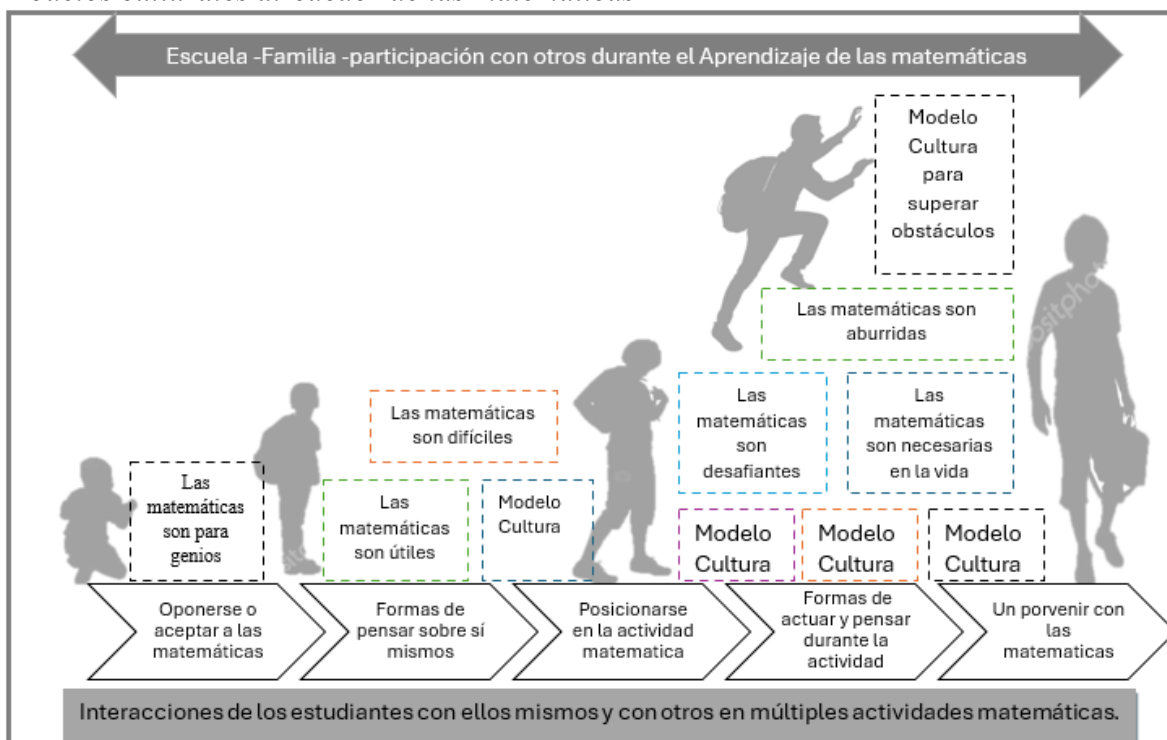 Escuela -Familia -participación con otros durante el Aprendizaje de las matemáticas
Modelo
Cultura
para
superar
obstáculos
Las matemáticas son
aburridas
Las matemáticas
son difíciles
Las
matemáticas
son
desafiantes
Las
matemáticas
son necesarias
en la vida
Las
matemáticas
son para
genios
Las
matemáticas
son útiles
Modelo
Cultura
Modelo
Cultura
Modelo
Cultura
Modelo
Cultura
Oponerse o
aceptar a las
matemáticas
Formas de
pensar sobre sí
mismos
Posicionarse
en la actividad
matematica
Formas de
actuar y pensar
durante la
actividad
Un porvenir con
las
matematicas
Interacciones de los estudiantes con ellos mismos y con otros en múltiples actividades matemáticas.